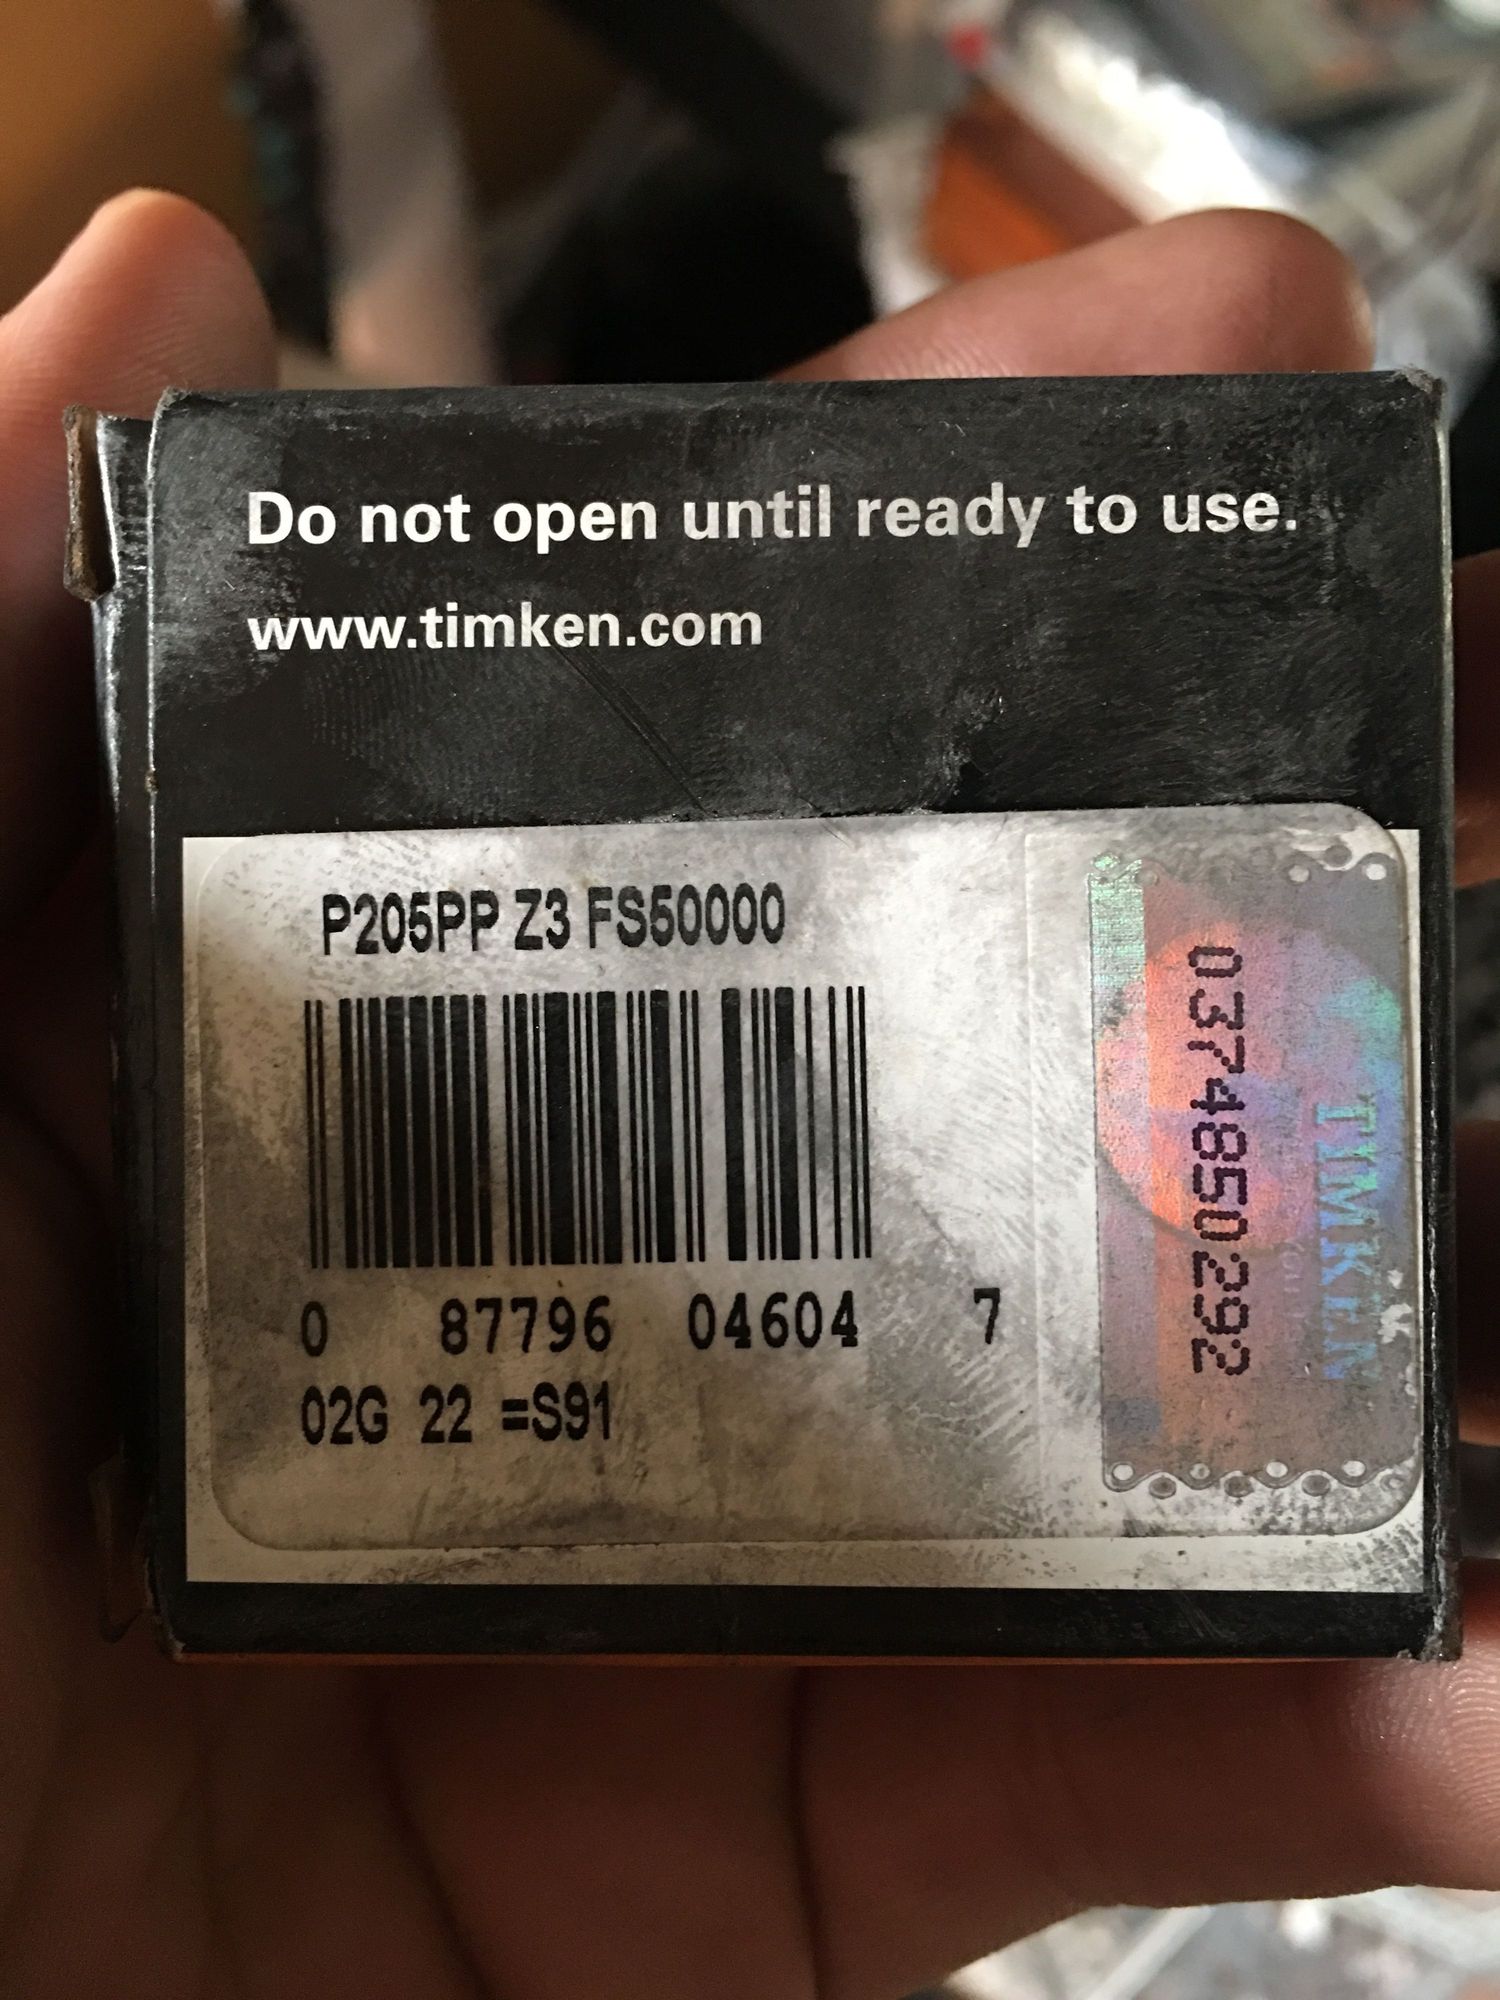 Do not open until ready to use.
www.timken.com
P205PP Z3 FS50000
0 87796 04604 7
02G 22 =S91
0374850292
TIMKEN